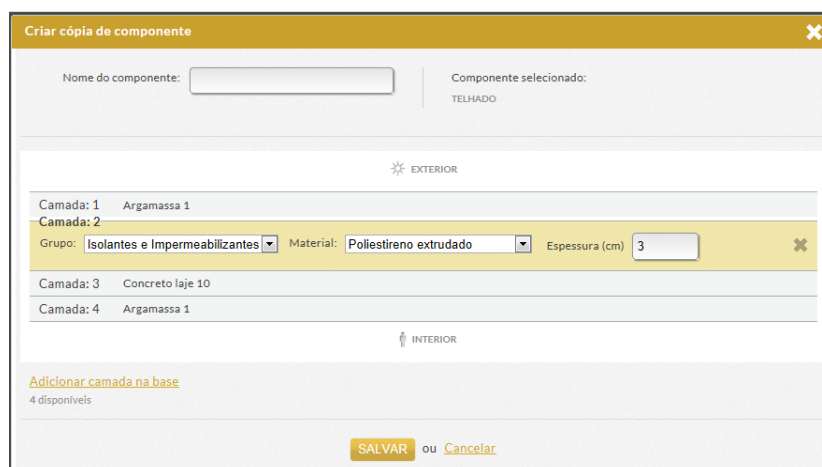 Criar cópia de componente
Nome do componente:
Componente selecionado:
TELHADO
EXTERIOR
Camada: 1 Argamassa 1
Camada: 2
Grupo: Isolantes e Impermeabilizantes Material: Poliestireno extrudado Espessura (cm) 3
Camada: 3 Concreto laje 10
Camada: 4 Argamassa 1
INTERIOR
Adicionar camada na base
4 disponíveis
SALVAR ou Cancelar